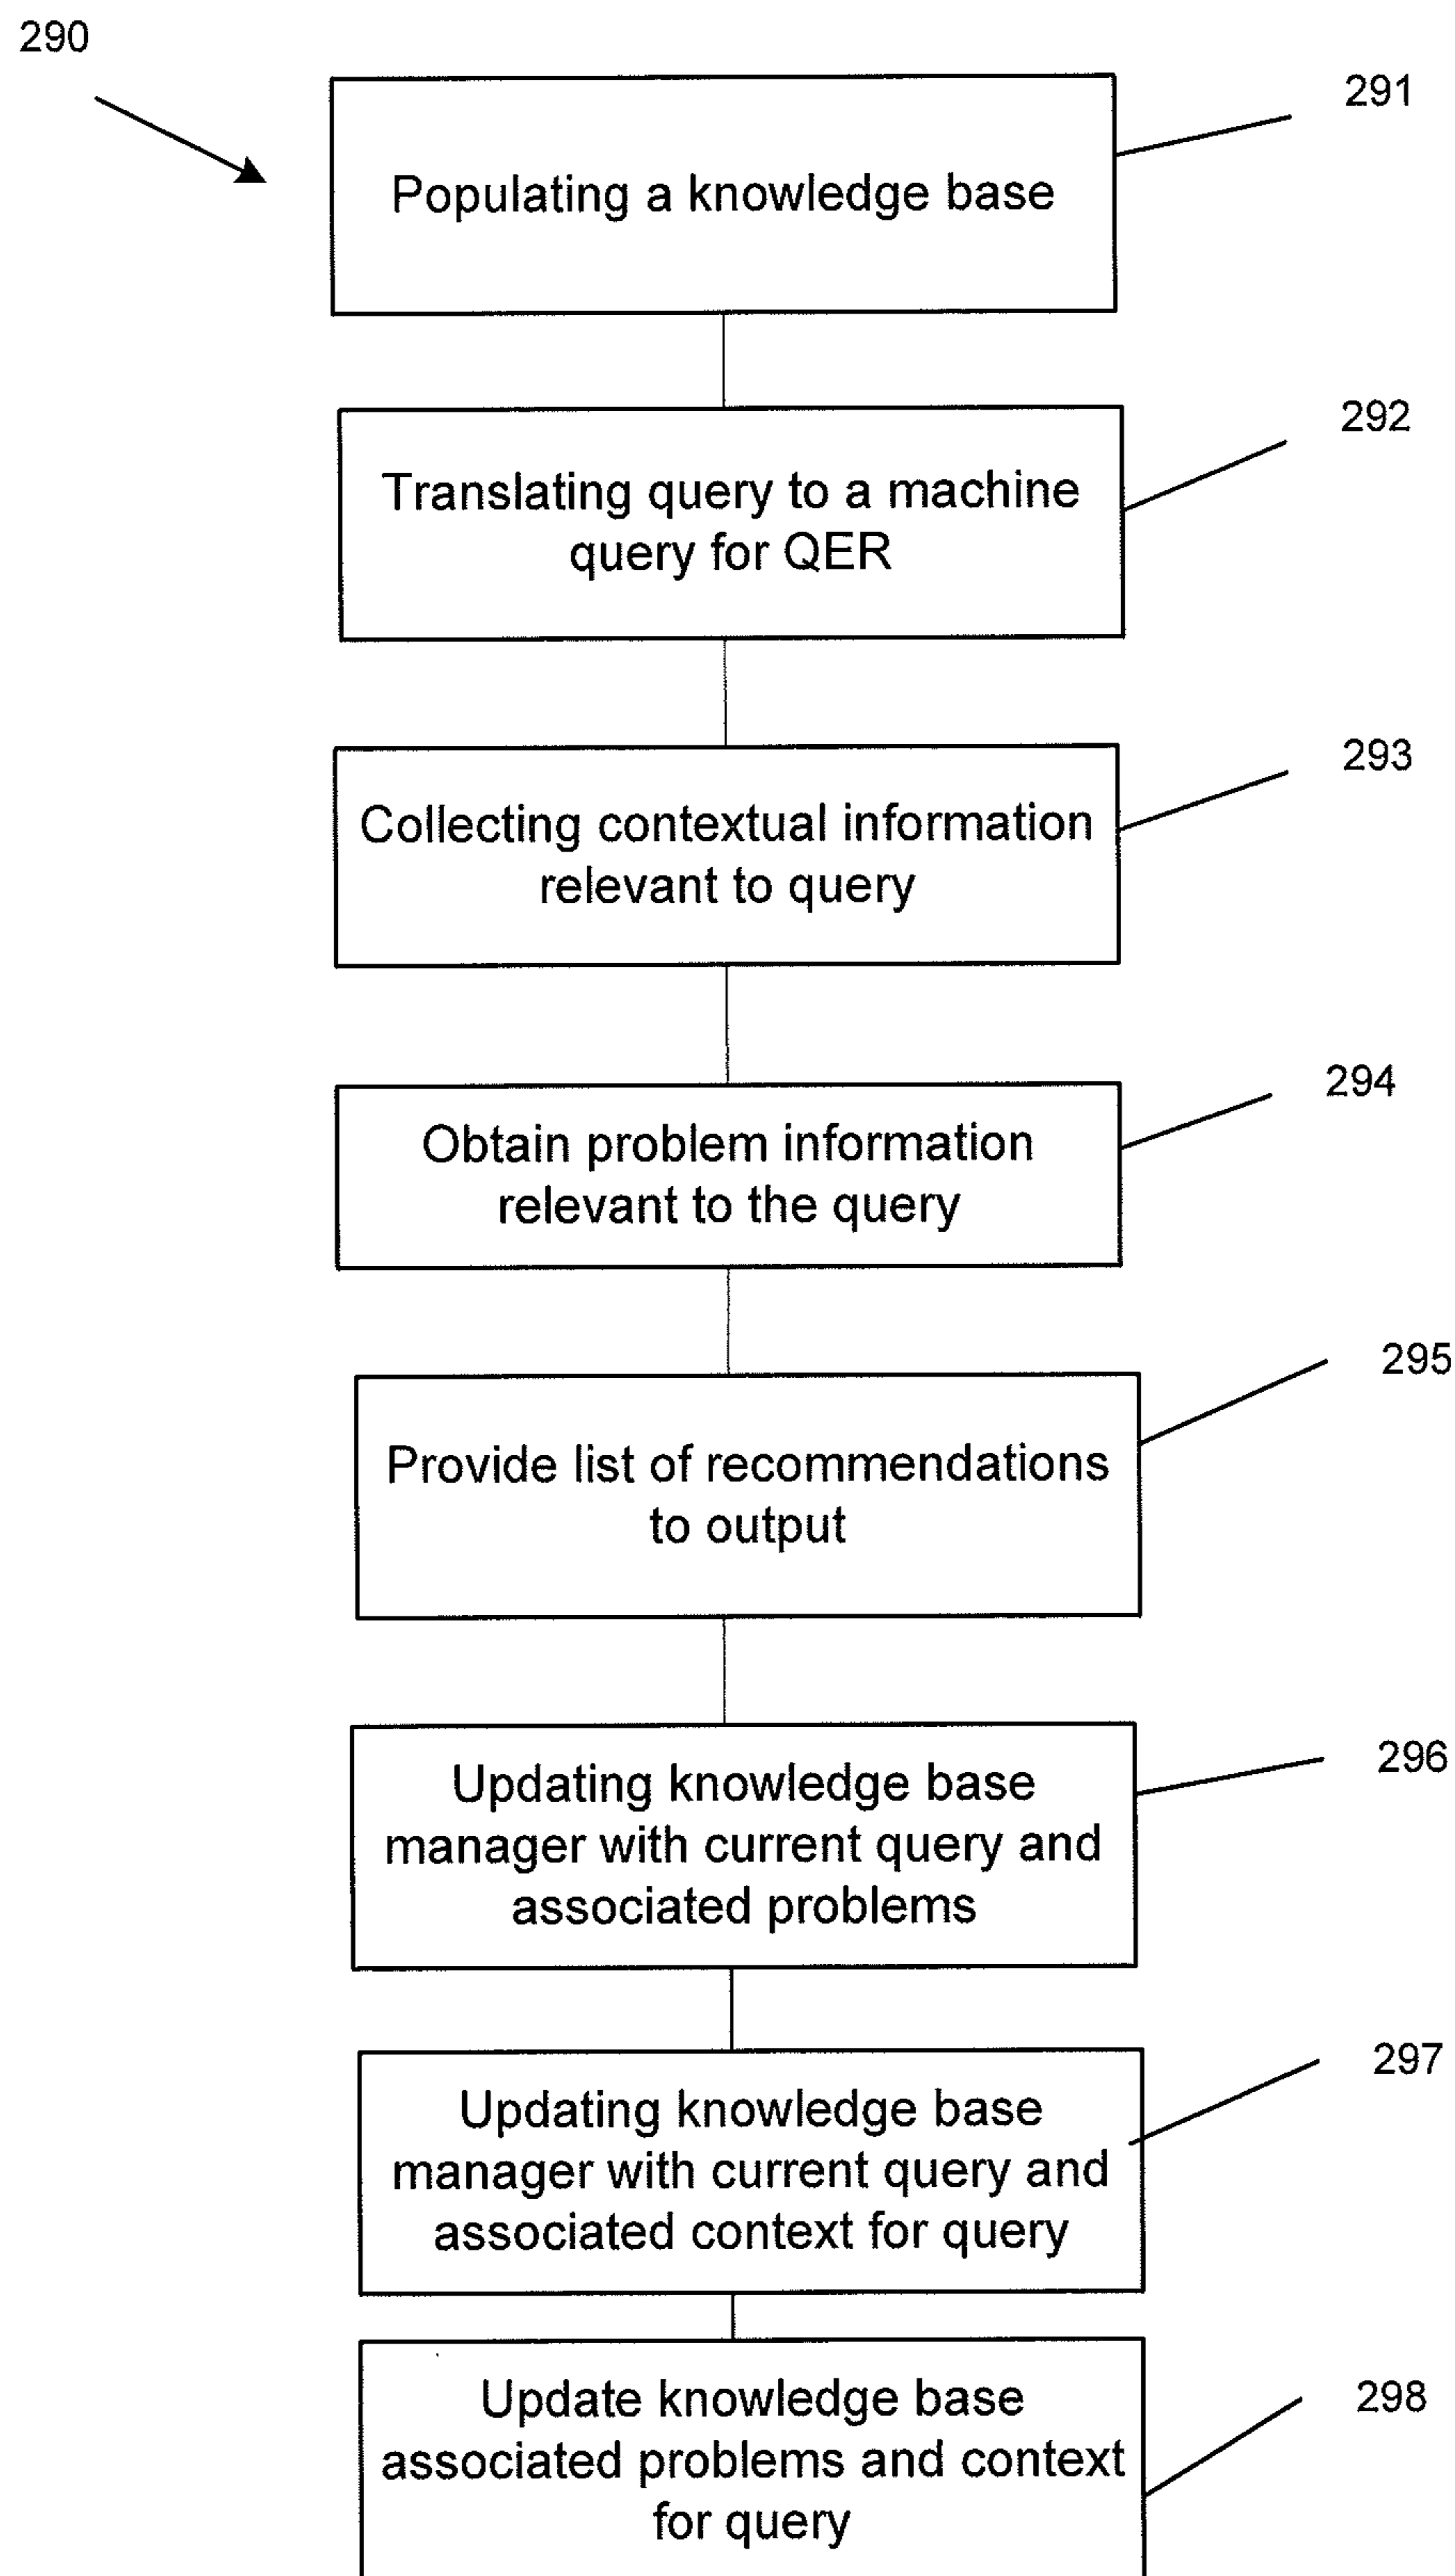 290
291
Populating a knowledge base
292
Translating query to a machine
query for QER
293
Collecting contextual information
relevant to query
294
Obtain problem information
relevant to the query
295
Provide list of recommendations
to output
296
Updating knowledge base
manager with current query and
associated problems
297
Updating knowledge base
manager with current query and
associated context for query
298
Update knowledge base
associated problems and context
for query